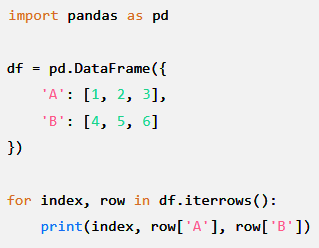 import pandas as pd

df = pd.DataFrame({
    'A': [1, 2, 3],
    'B': [4, 5, 6]
})

for index, row in df.iterrows():
    print(index, row['A'], row['B'])